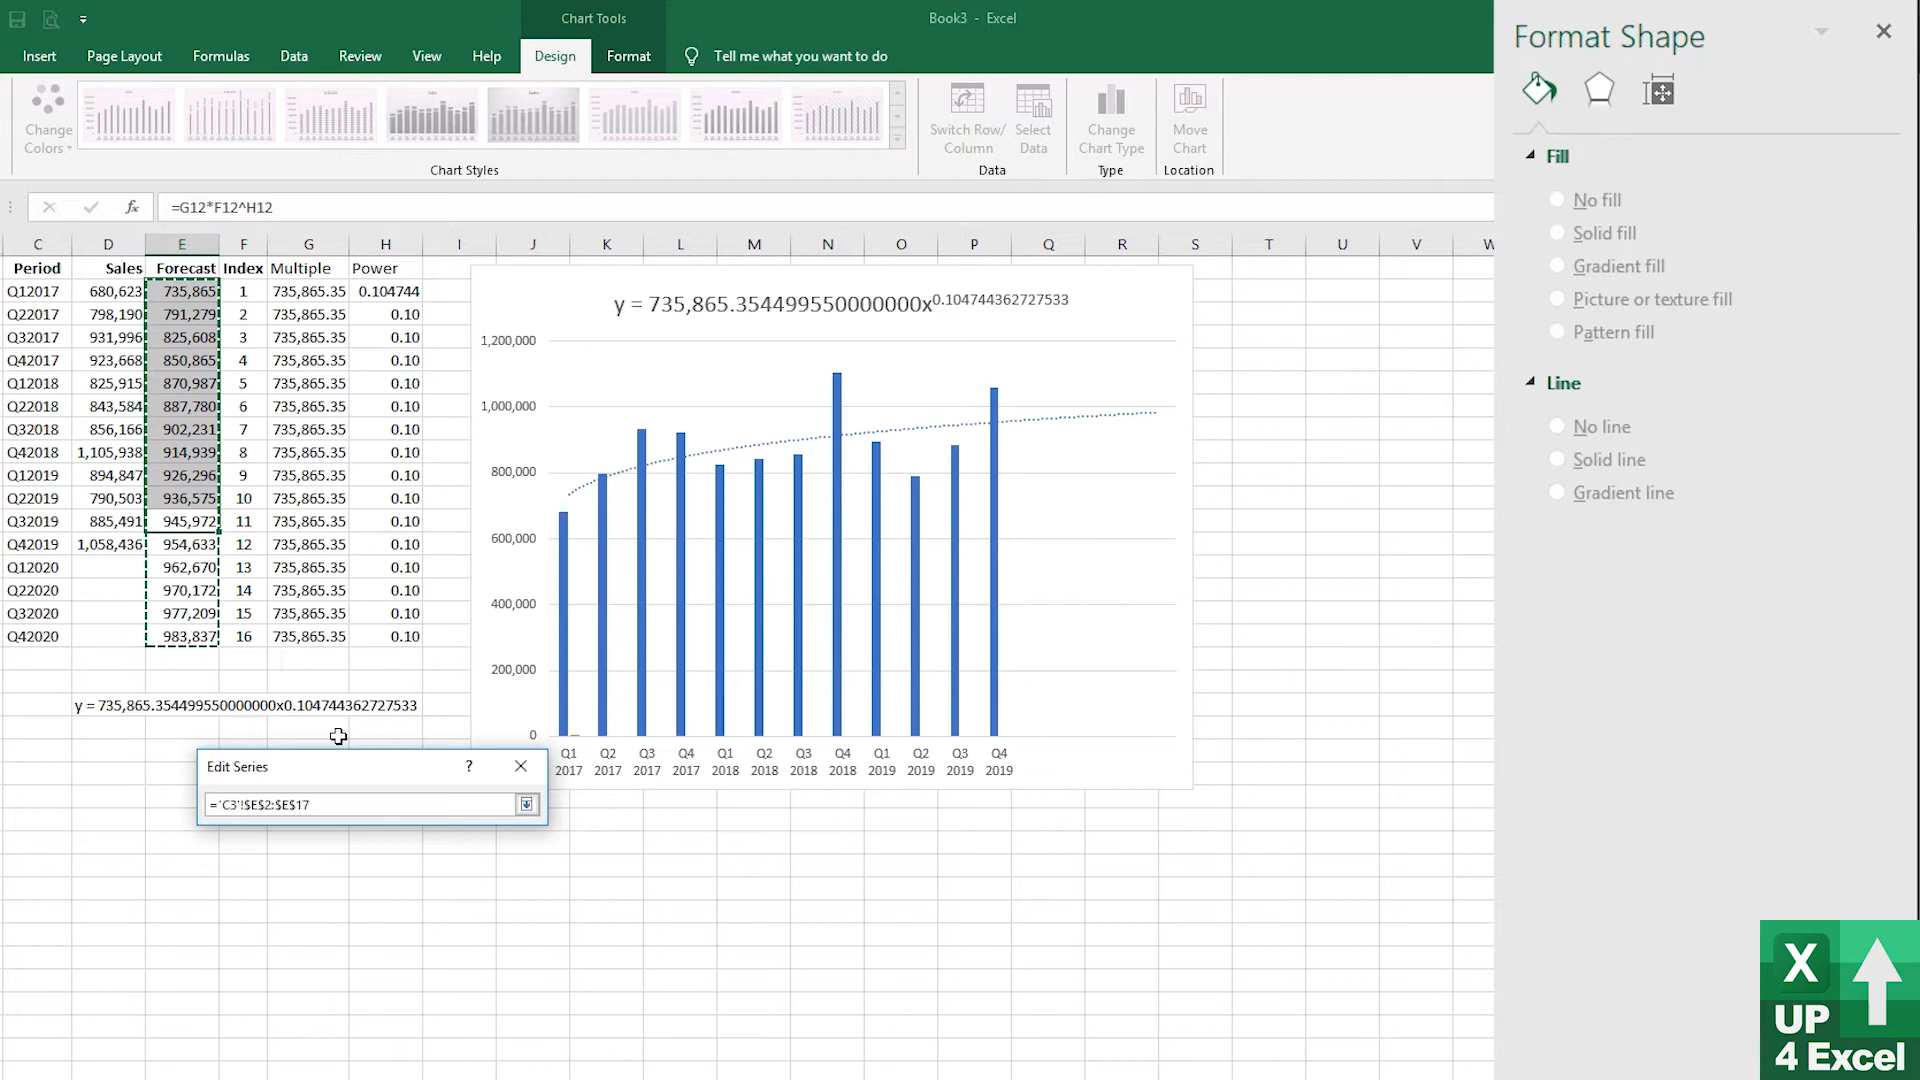 Chart Tools
Book3 - Excel
Insert
Page Layout
Formulas
Data
Review
View
Help
Design
Format
Tell me what you want to do
Change Colors
Chart Styles
Switch Row/ Column
Select Data
Data
Change Chart Type
Type
Move Chart
Location
fx
=G12*F12^H12
C D E F G H I J K L M N O P Q R S T U V W
Period Sales Forecast Index Multiple Power
Q12017 680,623 735,865 1 735,865.35 0.104744
Q22017 798,190 791,279 2 735,865.35 0.10
Q32017 931,996 825,608 3 735,865.35 0.10
Q42017 923,668 850,865 4 735,865.35 0.10
Q12018 825,915 870,987 5 735,865.35 0.10
Q22018 843,584 887,780 6 735,865.35 0.10
Q32018 856,166 902,231 7 735,865.35 0.10
Q42018 1,105,938 914,939 8 735,865.35 0.10
Q12019 894,847 926,296 9 735,865.35 0.10
Q22019 790,503 936,575 10 735,865.35 0.10
Q32019 885,491 945,972 11 735,865.35 0.10
Q42019 1,058,436 954,633 12 735,865.35 0.10
Q12020 962,670 13 735,865.35 0.10
Q22020 970,172 14 735,865.35 0.10
Q32020 977,209 15 735,865.35 0.10
Q42020 983,837 16 735,865.35 0.10
y = 735,865.354499550000000x0.104744362727533
y = 735,865.354499550000000x0.104744362727533
1,200,000
1,000,000
800,000
600,000
400,000
200,000
0
Q1 Q2 Q3 Q4 Q1 Q2 Q3 Q4 Q1 Q2 Q3 Q4
2017 2017 2017 2017 2018 2018 2018 2018 2019 2019 2019 2019
Edit Series ?
='C3'!$E$2:$E$17
Format Shape
Fill
No fill
Solid fill
Gradient fill
Picture or texture fill
Pattern fill
Line
No line
Solid line
Gradient line
X
UP
4 Excel